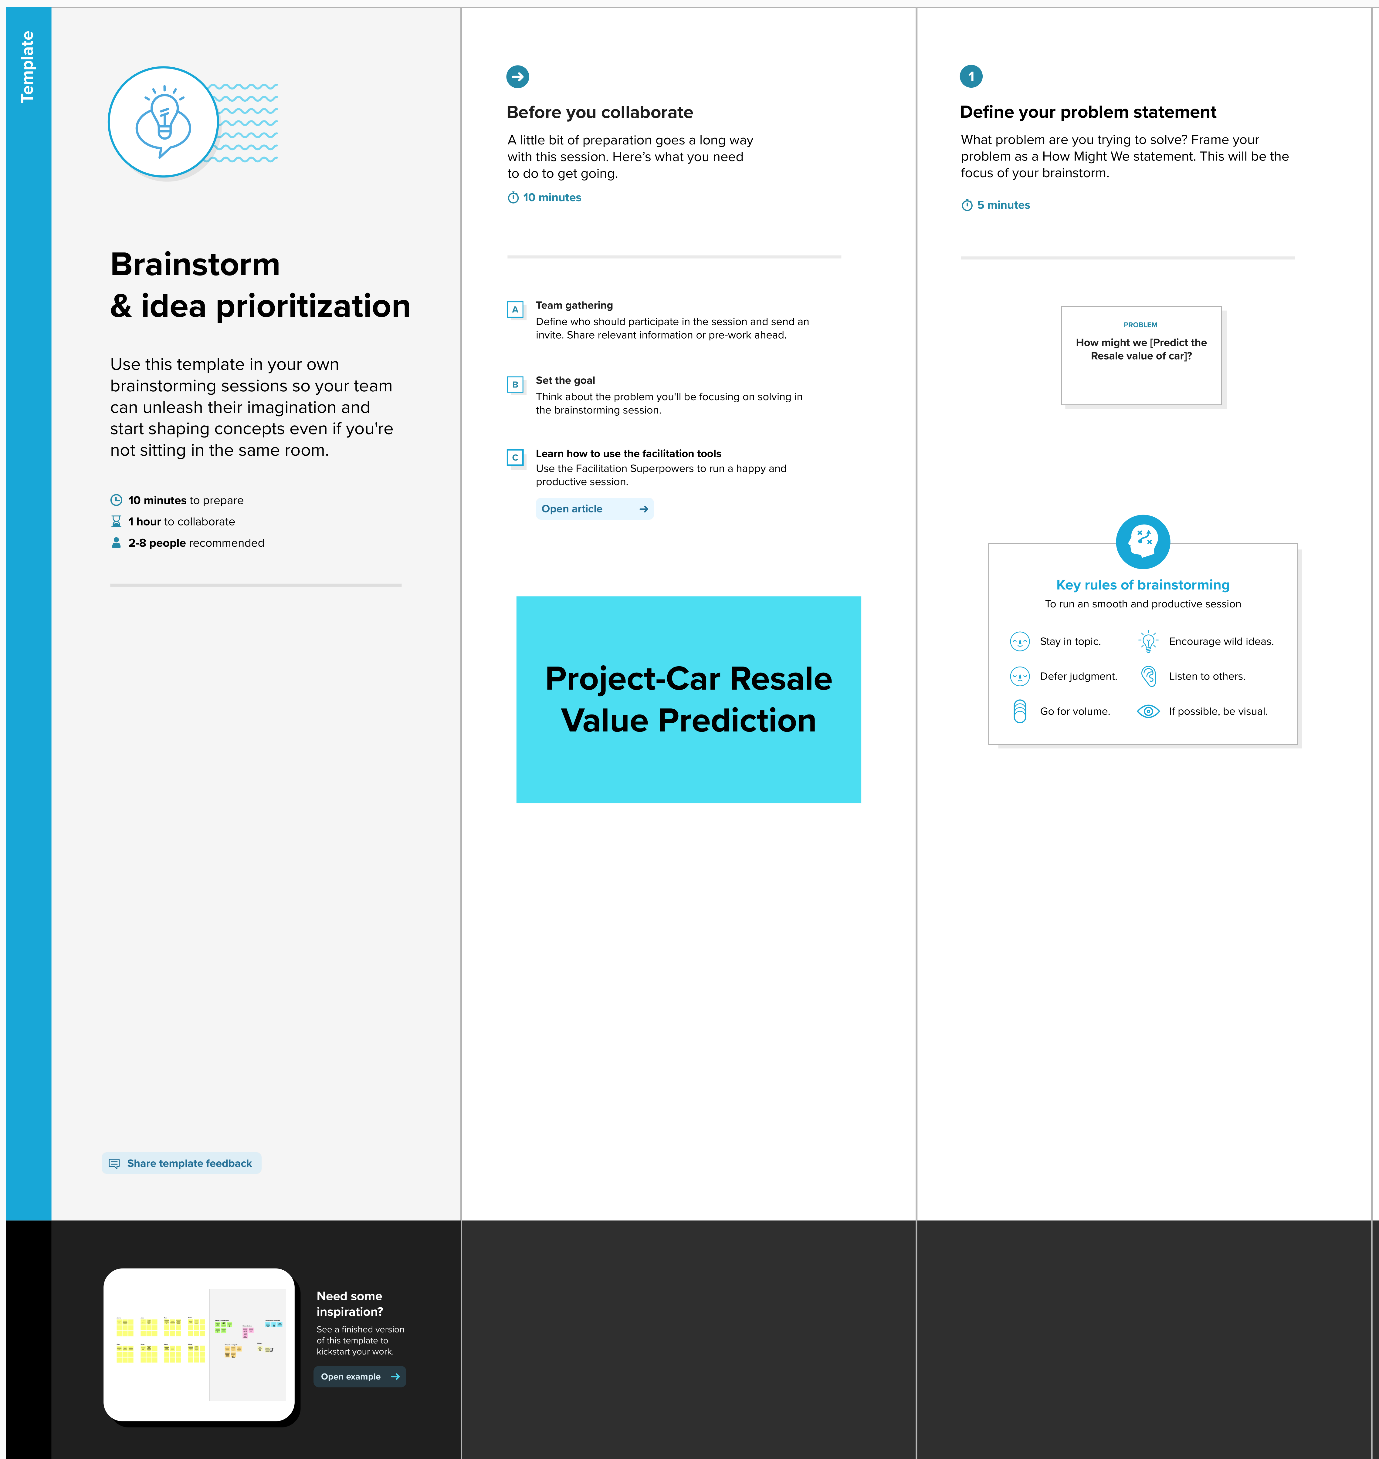 Template
Brainstorm
& idea prioritization
Use this template in your own
brainstorming sessions so your team
can unleash their imagination and
start shaping concepts even if you're
not sitting in the same room.
10 minutes to prepare
1 hour to collaborate
2-8 people recommended
Share template feedback
Need some
inspiration?
See a finished version
of this template to
kickstart your work.
Open example
Before you collaborate
A little bit of preparation goes a long way
with this session. Here's what you need
to do to get going.
10 minutes
A
Team gathering
Define who should participate in the session and send an
invite. Share relevant information or pre-work ahead.
B
Set the goal
Think about the problem you'll be focusing on solving in
the brainstorming session.
C
Learn how to use the facilitation tools
Use the Facilitation Superpowers to run a happy and
productive session.
Open article
Project-Car Resale
Value Prediction
1
Define your problem statement
What problem are you trying to solve? Frame your
problem as a How Might We statement. This will be the
focus of your brainstorm.
5 minutes
PROBLEM
How might we [Predict the
Resale value of car]?
Key rules of brainstorming
To run an smooth and productive session
Stay in topic.
Encourage wild ideas.
Defer judgment.
Listen to others.
Go for volume.
If possible, be visual.